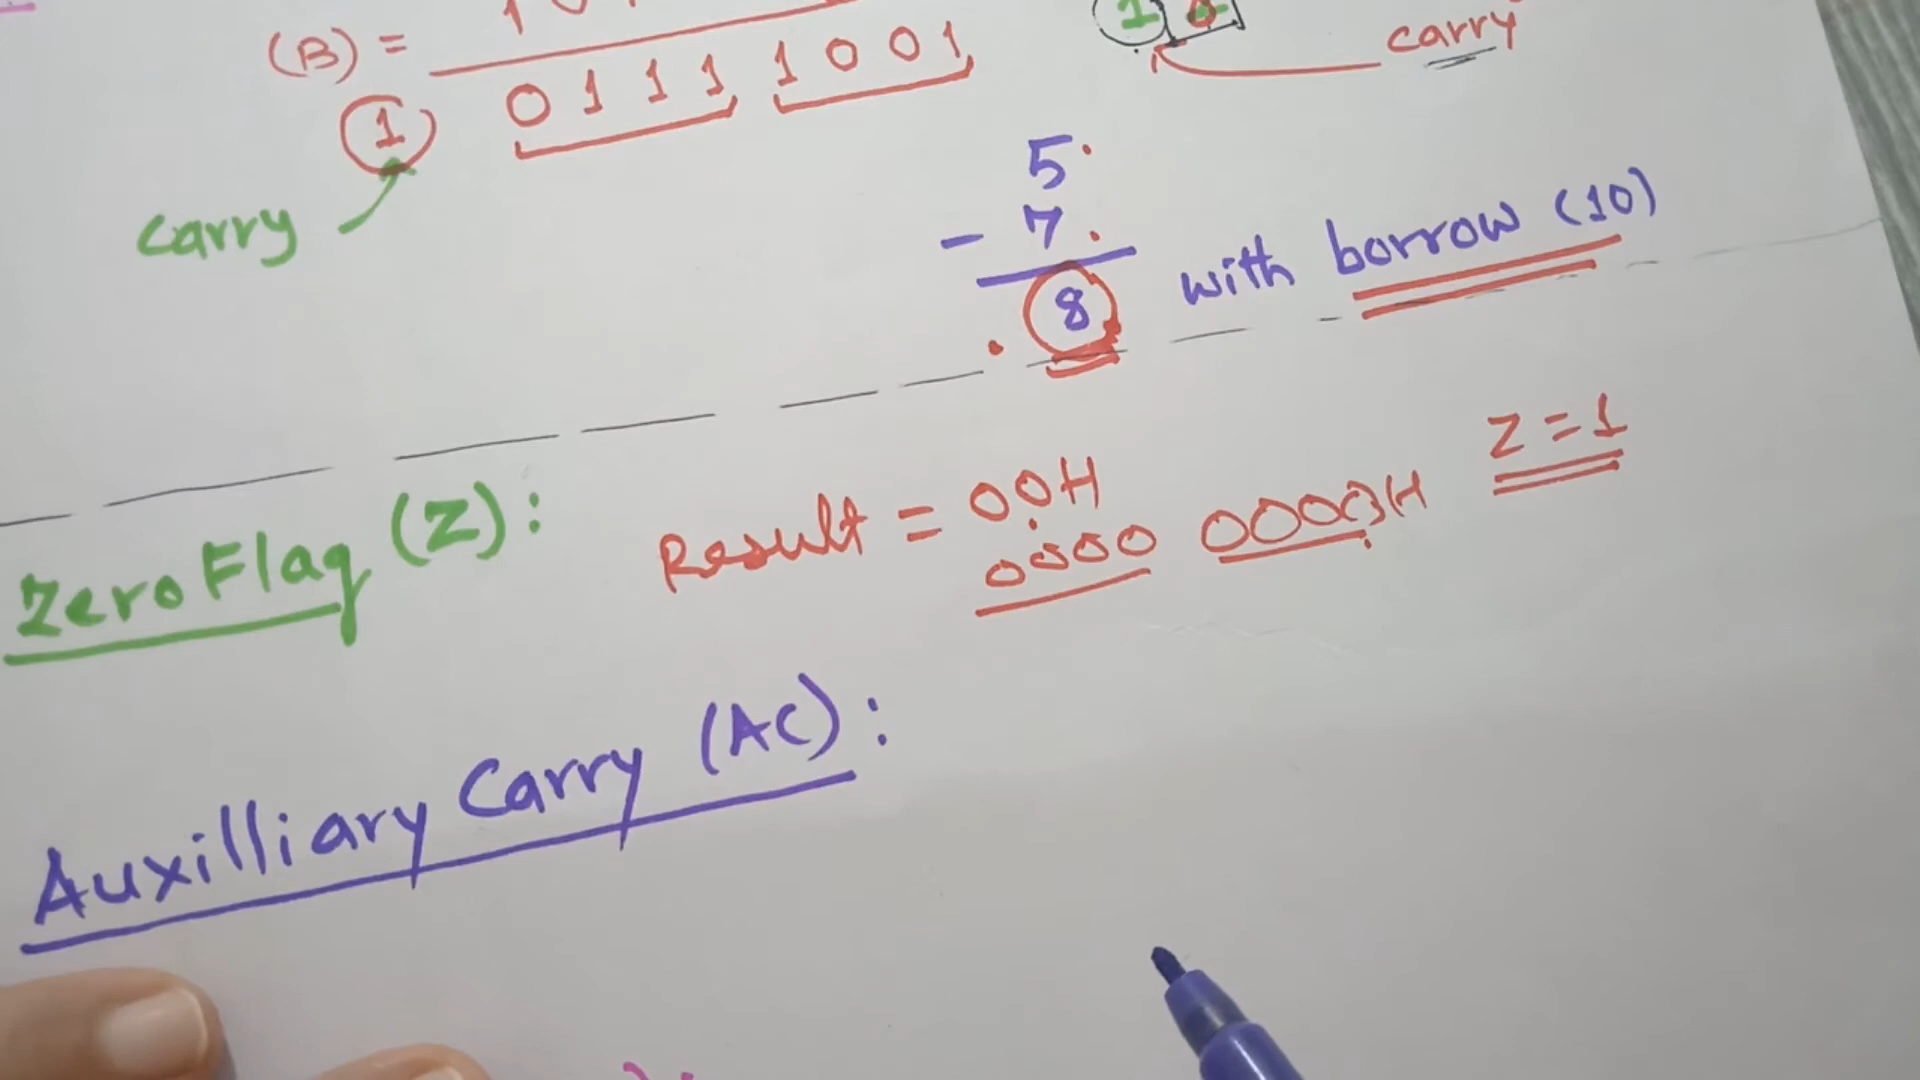 (B) =
0 1 1 1 1 0 0 1
1
Carry
1
carry
5
- 7
8 with borrow (10)
Zero Flag (Z):
Result = 00H
0000 0000H
Z = 1
Auxilliary Carry (AC):